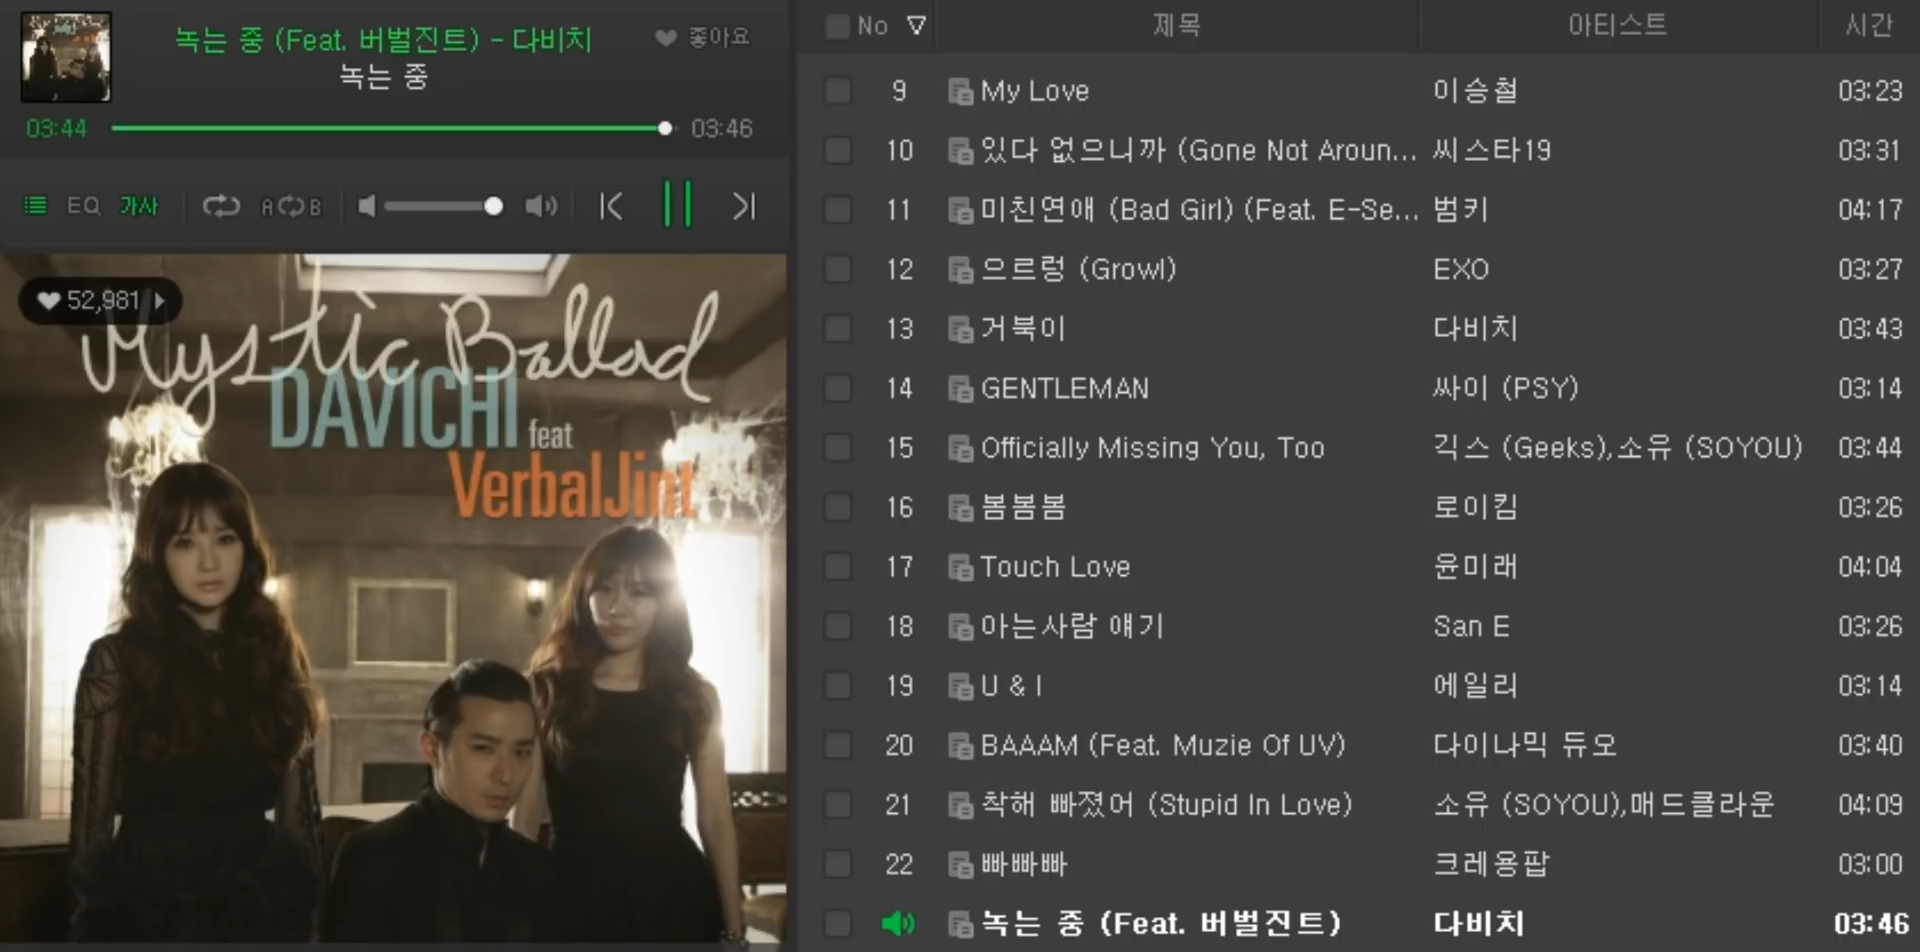 녹는 중 (Feat. 버벌진트) - 다비치
좋아요
녹는 중
03:44
03:46
EQ 가사 A B
52,981
Mystic Ballad
DAVICHI feat
VerbalJint
No 제목 아티스트 시간
9 My Love 이승철 03:23
10 있다 없으니까 (Gone Not Aroun... 씨스타19 03:31
11 미친연애 (Bad Girl) (Feat. E-Se... 범키 04:17
12 으르렁 (Growl) EXO 03:27
13 거북이 다비치 03:43
14 GENTLEMAN 싸이 (PSY) 03:14
15 Officially Missing You, Too 긱스 (Geeks),소유 (SOYOU) 03:44
16 봄봄봄 로이킴 03:26
17 Touch Love 윤미래 04:04
18 아는사람 얘기 San E 03:26
19 U & I 에일리 03:14
20 BAAAM (Feat. Muzie Of UV) 다이나믹 듀오 03:40
21 착해 빠졌어 (Stupid In Love) 소유 (SOYOU),매드클라운 04:09
22 빠빠빠 크레용팝 03:00
녹는 중 (Feat. 버벌진트) 다비치 03:46